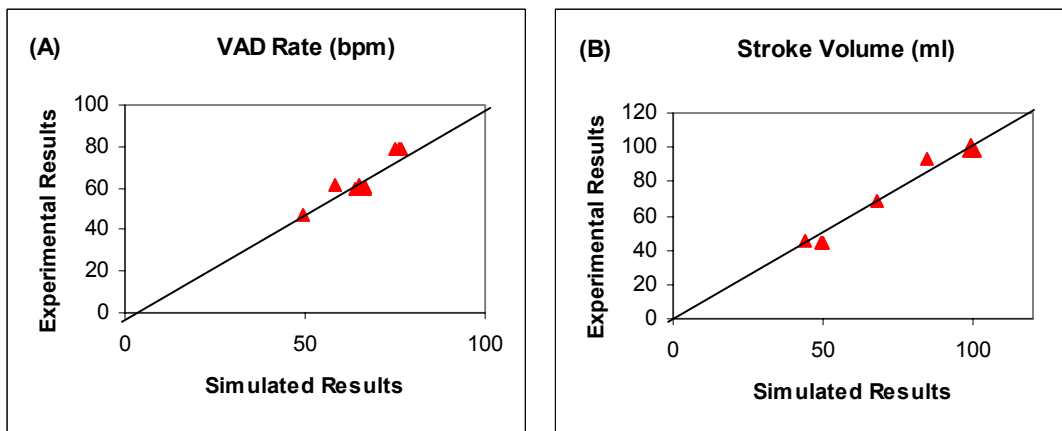 (A)
VAD Rate (bpm)
Experimental Results
100
80
60
40
20
0
0 50 100
Simulated Results
(B)
Stroke Volume (ml)
Experimental Results
120
100
80
60
40
20
0
0 50 100
Simulated Results